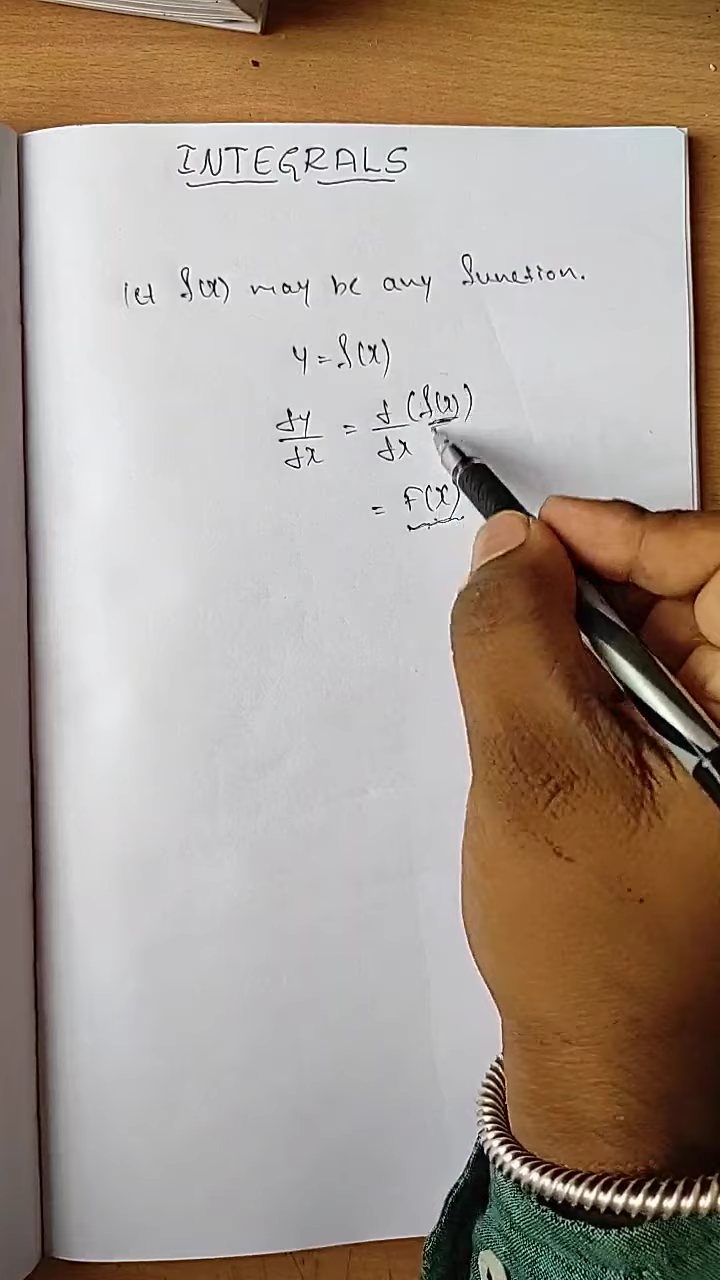 INTEGRALS
let f(x) may be any function.
y = f(x)
dy/dx = d/dx (f(x))
= F(x)